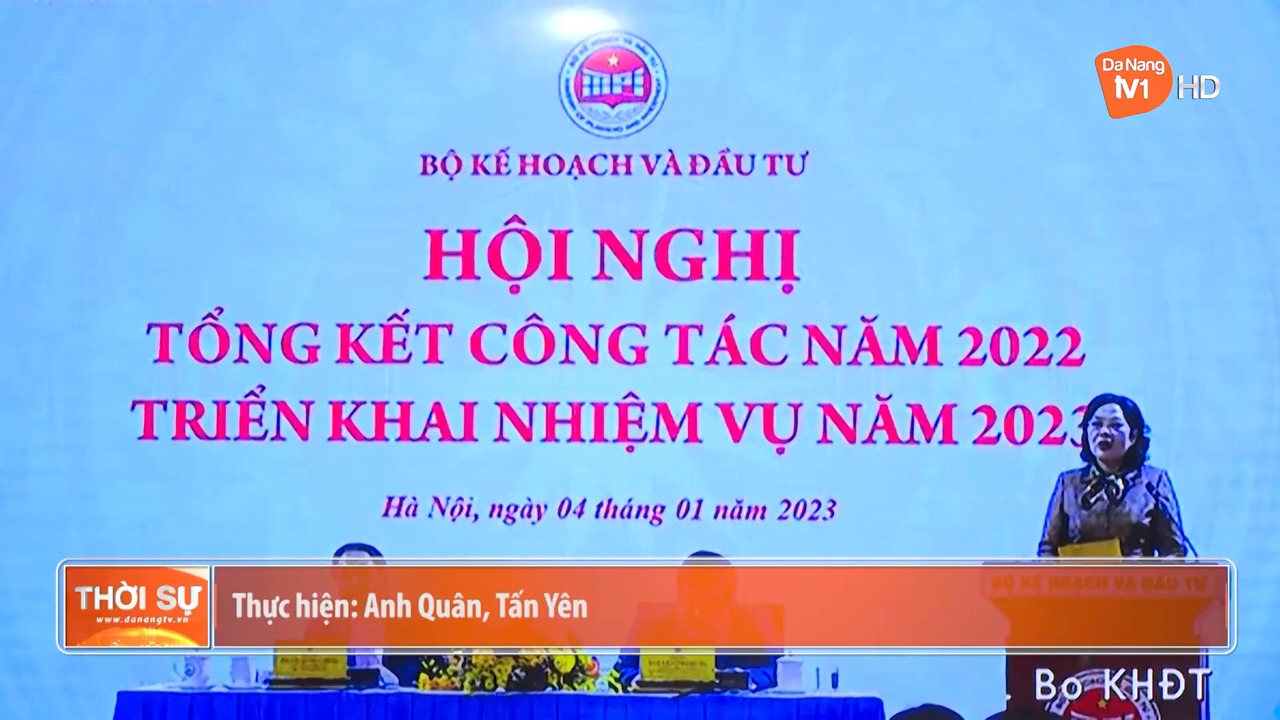 Da Nang
TV1 HD
BỘ KẾ HOẠCH VÀ ĐẦU TƯ
HỘI NGHỊ
TỔNG KẾT CÔNG TÁC NĂM 2022
TRIỂN KHAI NHIỆM VỤ NĂM 2023
Hà Nội, ngày 04 tháng 01 năm 2023
THỜI SỰ
www.danangtv.vn
Thực hiện: Anh Quân, Tấn Yên
BỘ KẾ HOẠCH VÀ ĐẦU TƯ
. Bo KHĐT